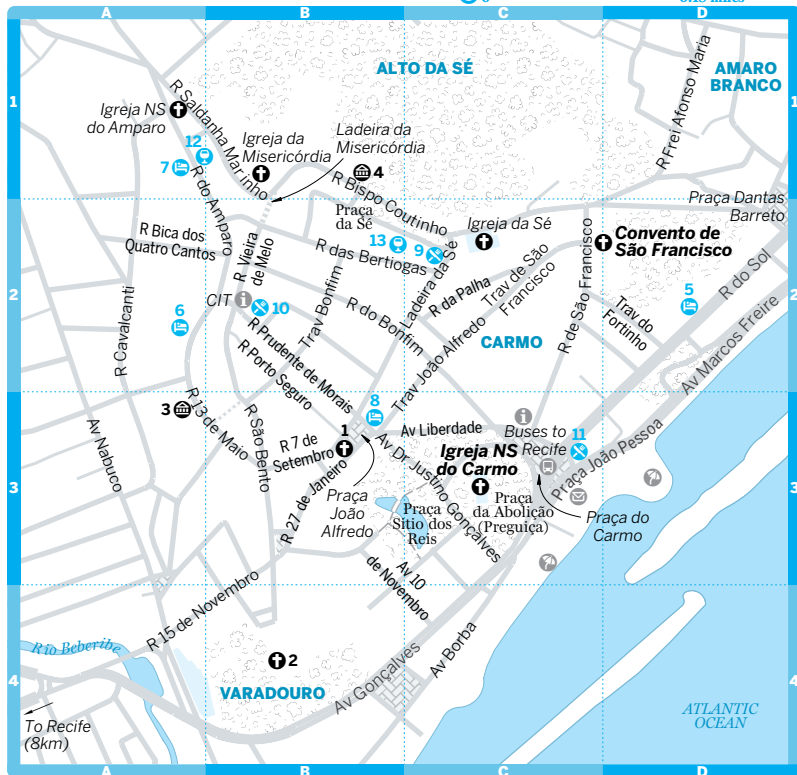 A
B
C
D
1
ALTO DA SÉ
AMARO
BRANCO
R Frei Afonso Maria
1
R Saldanha Marinho
Igreja NS
do Amparo
12
7
Igreja da
Misericórdia
Ladeira da
Misericórdia
4
R do Amparo
R Bispo Coutinho
Praça
da Sé
Igreja da Sé
Praça Dantas
Barreto
Convento de
São Francisco
R Bica dos
Quatro Cantos
R Vieira
de Melo
R das Bertiogas
13
9
Ladeira da Sé
R da Palha
Trav de São
Francisco
R de São Francisco
R do Sol
2
2
R Cavalcanti
CIT
10
6
Trav Bonfim
R do Bonfim
Trav João Alfredo
CARMO
5
Trav do
Fortinho
Av Marcos Freire
R Prudente de Morais
R Porto Seguro
3
R 13 de Maio
8
Av Liberdade
Buses to
Recife
11
Av Nabuco
R São Bento
1
R 7 de
Setembro
R 27 de Janeiro
Praça
João
Alfredo
Av Dr Justino Gonçalves
Igreja NS
do Carmo
Praça João Pessoa
3
3
Praça
Sitio dos
Reis
Praça
da Abolição
(Preguiça)
Praça do
Carmo
Av 10
de Novembro
R 15 de Novembro
Rio Beberibe
4
4
2
VARADOURO
Av Gonçalves
Av Borba
To Recife
(8km)
ATLANTIC
OCEAN
A
B
C
D